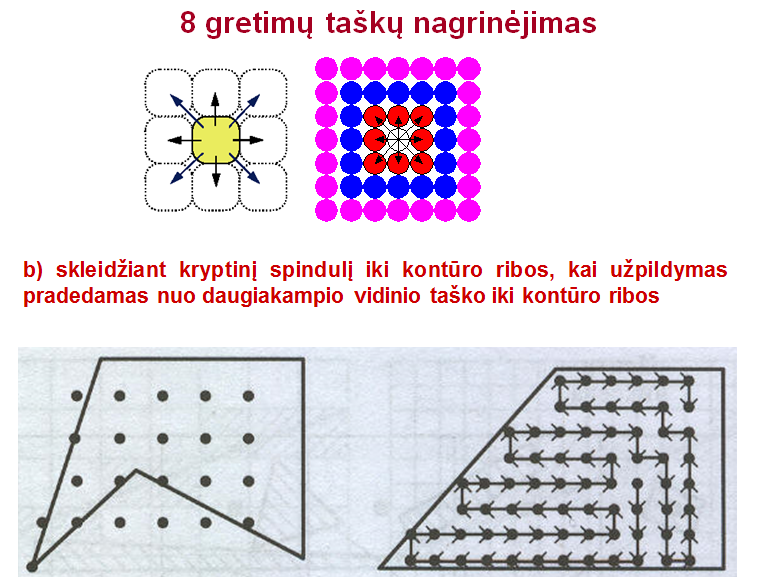 8 gretimų taškų nagrinėjimas
b) skleidžiant kryptinį spindulį iki kontūro ribos, kai užpildymas
pradedamas nuo daugiakampio vidinio taško iki kontūro ribos